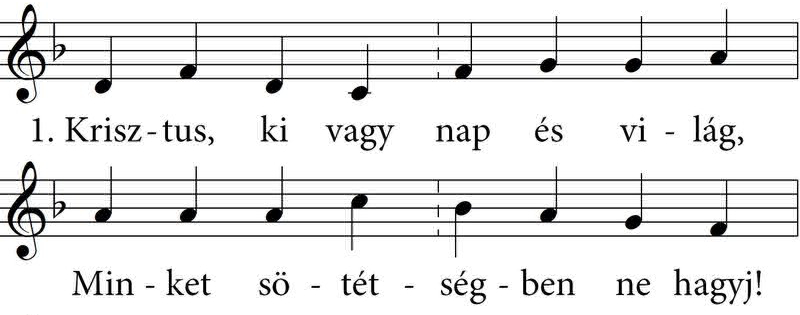 1. Krisz - tus, ki vagy nap és vi - lág,
Min - ket sö - tét - ség - ben ne hagyj!